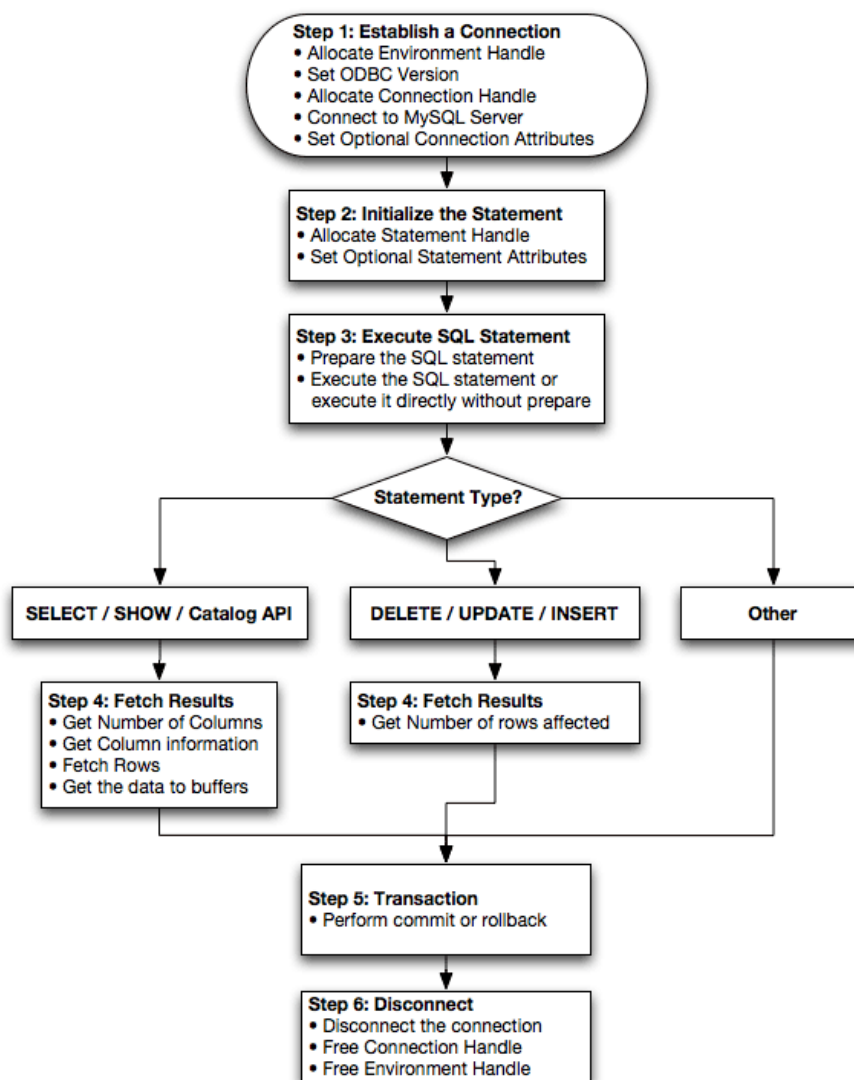 Step 1: Establish a Connection
• Allocate Environment Handle
• Set ODBC Version
• Allocate Connection Handle
• Connect to MySQL Server
• Set Optional Connection Attributes
Step 2: Initialize the Statement
• Allocate Statement Handle
• Set Optional Statement Attributes
Step 3: Execute SQL Statement
• Prepare the SQL statement
• Execute the SQL statement or
execute it directly without prepare
Statement Type?
SELECT / SHOW / Catalog API
DELETE / UPDATE / INSERT
Other
Step 4: Fetch Results
• Get Number of Columns
• Get Column information
• Fetch Rows
• Get the data to buffers
Step 4: Fetch Results
• Get Number of rows affected
Step 5: Transaction
• Perform commit or rollback
Step 6: Disconnect
• Disconnect the connection
• Free Connection Handle
• Free Environment Handle